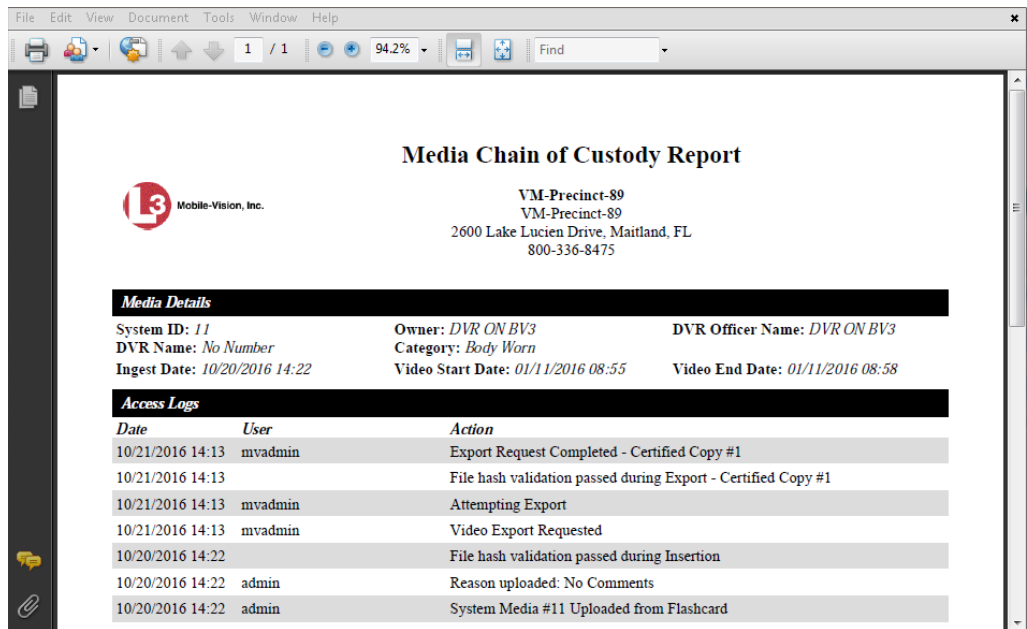 File Edit View Document Tools Window Help
1 / 1 94.2% Find
Media Chain of Custody Report
L3 Mobile-Vision, Inc.
VM-Precinct-89
VM-Precinct-89
2600 Lake Lucien Drive, Maitland, FL
800-336-8475
Media Details
System ID: 11 Owner: DVR ON BV3 DVR Officer Name: DVR ON BV3
DVR Name: No Number Category: Body Worn
Ingest Date: 10/20/2016 14:22 Video Start Date: 01/11/2016 08:55 Video End Date: 01/11/2016 08:58
Access Logs
Date User Action
10/21/2016 14:13 mvadmin Export Request Completed - Certified Copy #1
10/21/2016 14:13 File hash validation passed during Export - Certified Copy #1
10/21/2016 14:13 mvadmin Attempting Export
10/21/2016 14:13 mvadmin Video Export Requested
10/20/2016 14:22 File hash validation passed during Insertion
10/20/2016 14:22 admin Reason uploaded: No Comments
10/20/2016 14:22 admin System Media #11 Uploaded from Flashcard